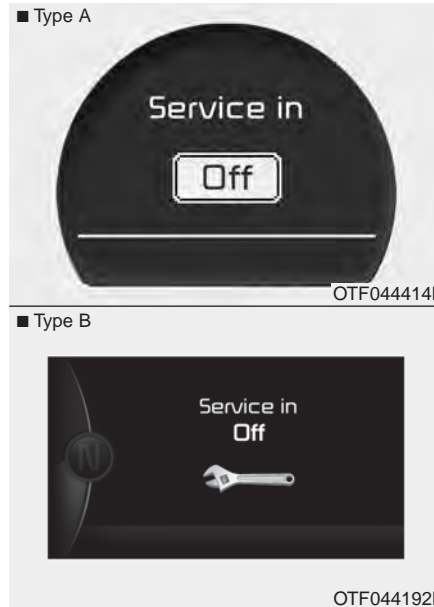 ■ Type A
Service in
Off
OTF044414
■ Type B
N
Service in
Off
OTF044192